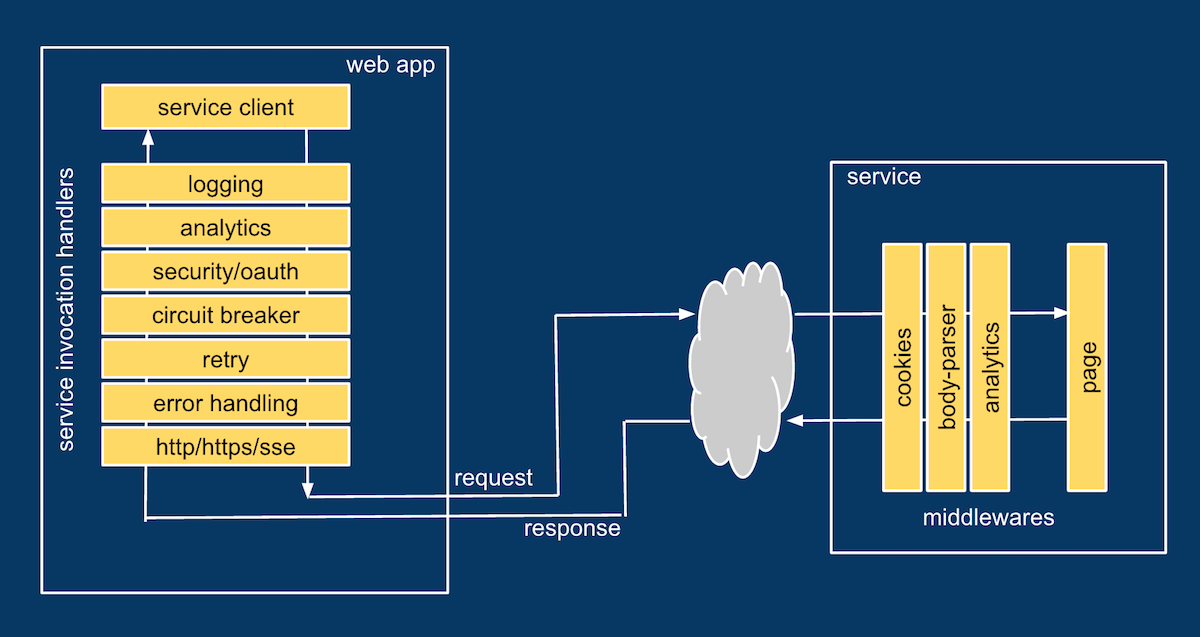 web app
service client
service invocation handlers
logging
analytics
security/oauth
circuit breaker
retry
error handling
http/https/sse
request
response
service
cookies
body-parser
analytics
page
middlewares